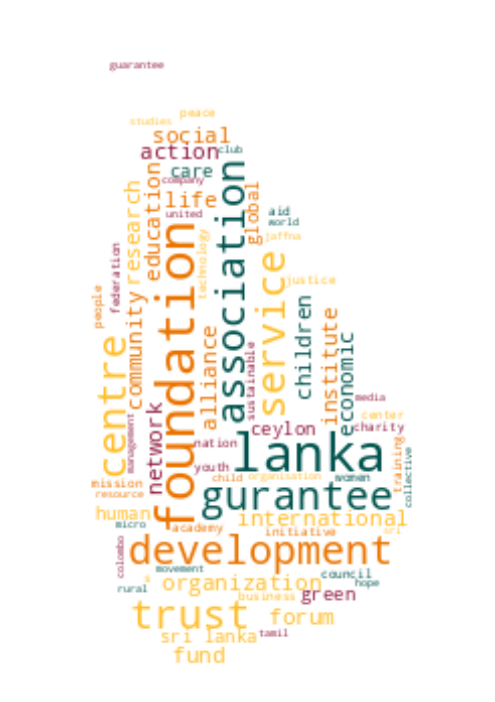 guarantee
peace
studies
social
action
club
care
company
life
united
education
research
association
global
aid
world
jaffna
technology
federation
people
foundation
service
justice
community
children
centre
alliance
institute
economic
sustainable
media
center
charity
ceylon
network
management
nation
lanka
training
youth
child
organisation
women
collective
mission
resource
gurantee
human
international
micro
academy
initiative
sri
development
colombo
movement
council
s
organization
hope
rural
business
green
trust
forum
sri lanka
tamil
fund